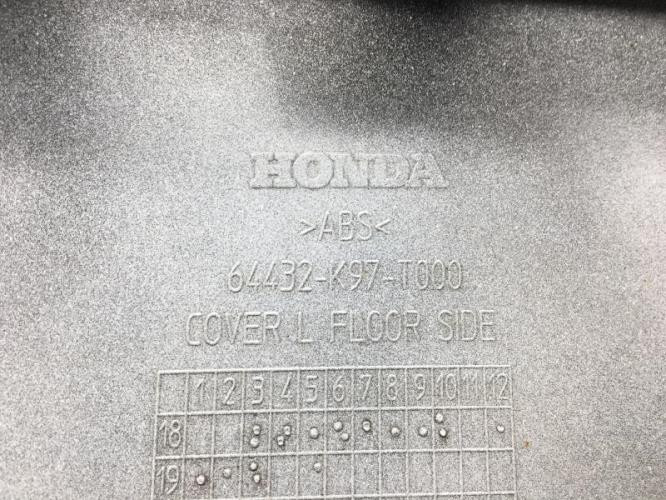 HONDA
>ABS<
64432-K97-T000
COVER L FLOOR SIDE
1 2 3 4 5 6 7 8 9 10 11 12
18
19